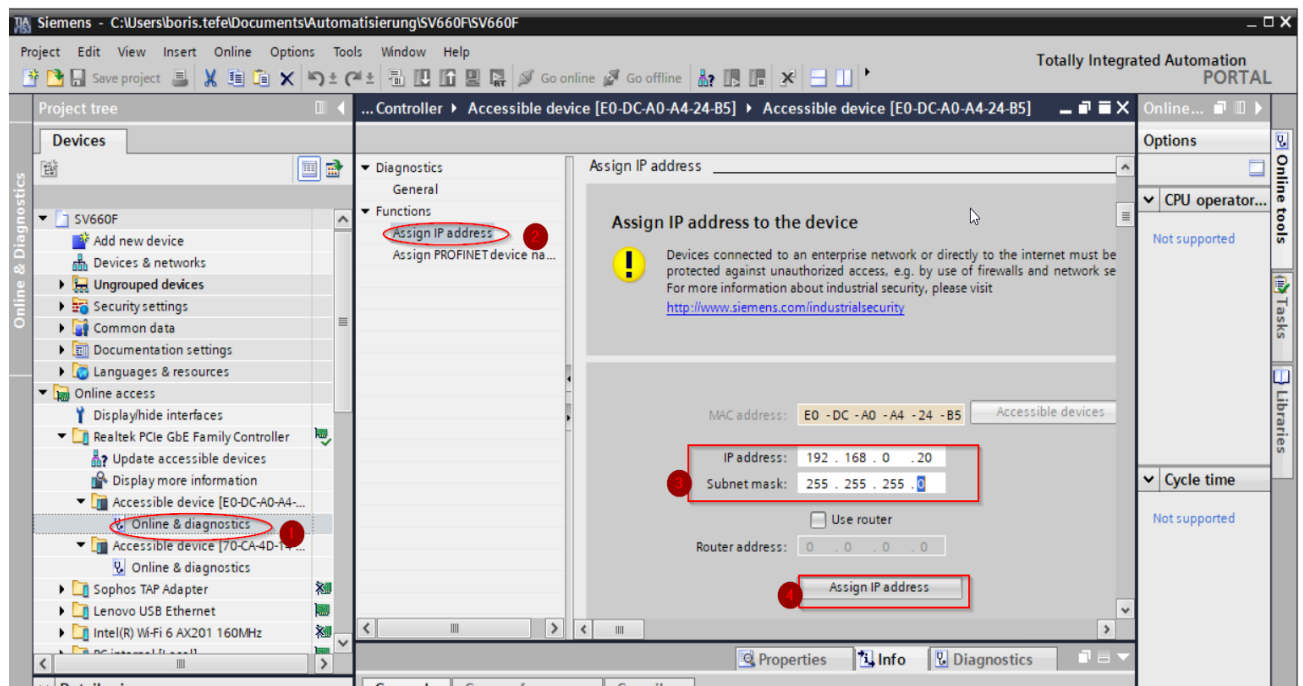 Siemens - C:\Users\boris.tefe\Documents\Automatisierung\SV660F\SV660F
Project Edit View Insert Online Options Tools Window Help
Totally Integrated Automation
PORTAL
Save project Go online Go offline
Project tree
...Controller Accessible device [E0-DC-A0-A4-24-B5] Accessible device [E0-DC-A0-A4-24-B5]
Online...
Devices
Options
SV660F
Add new device
Devices & networks
Ungrouped devices
Security settings
Common data
Documentation settings
Languages & resources
Online access
Display/hide interfaces
Realtek PCIe GbE Family Controller
Update accessible devices
Display more information
Accessible device [E0-DC-A0-A4-...
Online & diagnostics
1
Accessible device [70-CA-4D-14-...
Online & diagnostics
Sophos TAP Adapter
Lenovo USB Ethernet
Intel(R) Wi-Fi 6 AX201 160MHz
Online & Diagnostics
Diagnostics
General
Functions
Assign IP address
2
Assign PROFINET device na...
Assign IP address
Assign IP address to the device
Devices connected to an enterprise network or directly to the internet must be
protected against unauthorized access, e.g. by use of firewalls and network se
For more information about industrial security, please visit
http://www.siemens.com/industrialsecurity
MAC address: E0 -DC -A0 -A4 -24 -B5 Accessible devices
IP address: 192 . 168 . 0 . 20
3
Subnet mask: 255 . 255 . 255 . 0
Use router
Router address: 0 . 0 . 0 . 0
Assign IP address
4
Properties Info Diagnostics
CPU operator...
Not supported
Cycle time
Not supported
Online tools
Tasks
Libraries